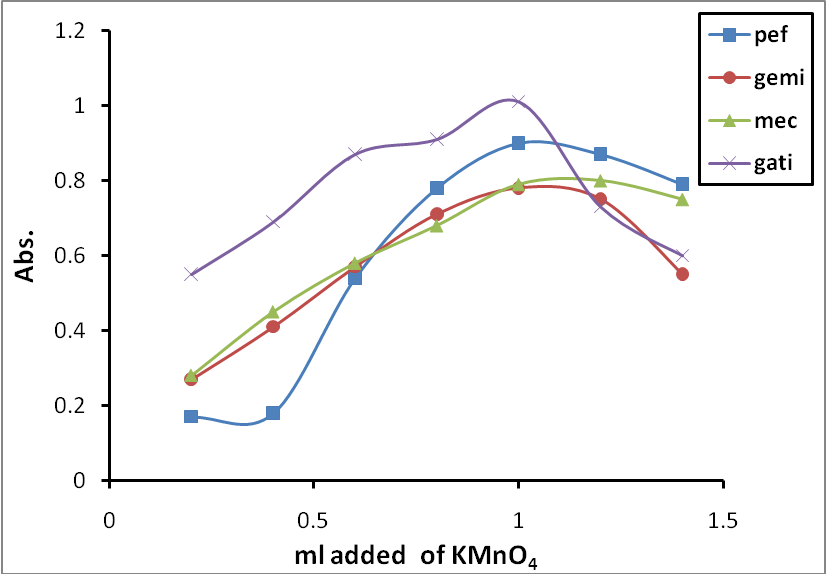 1.2
1
0.8
0.6
0.4
0.2
0
0
0.5
1
1.5
Abs.
ml added of KMnO₄
pef
gemi
mec
gati